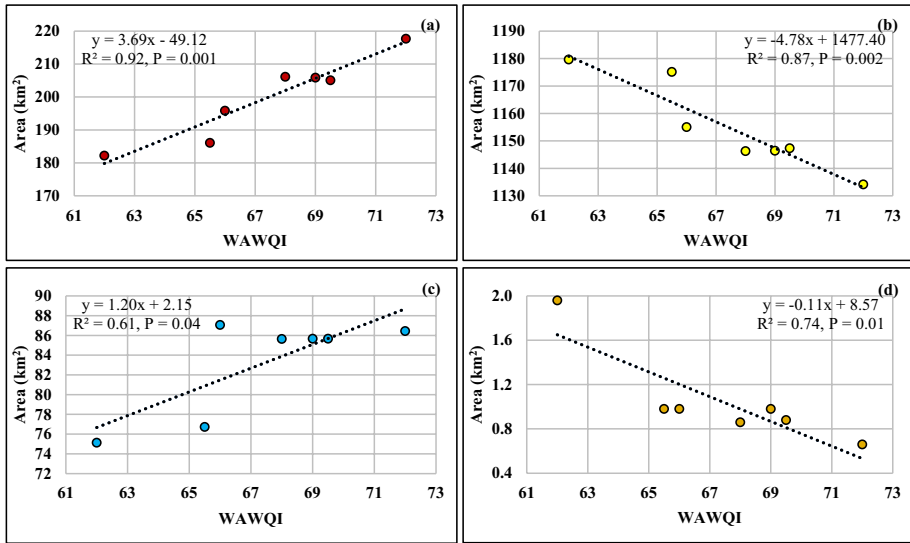 (a)
y = 3.69x - 49.12
R² = 0.92, P = 0.001
Area (km²)
220
210
200
190
180
170
61 63 65 67 69 71 73
WAWQI
(b)
y = -4.78x + 1477.40
R² = 0.87, P = 0.002
Area (km²)
1190
1180
1170
1160
1150
1140
1130
61 63 65 67 69 71 73
WAWQI
(c)
y = 1.20x + 2.15
R² = 0.61, P = 0.04
Area (km²)
90
88
86
84
82
80
78
76
74
72
61 63 65 67 69 71 73
WAWQI
(d)
y = -0.11x + 8.57
R² = 0.74, P = 0.01
Area (km²)
2.0
1.6
1.2
0.8
0.4
61 63 65 67 69 71 73
WAWQI